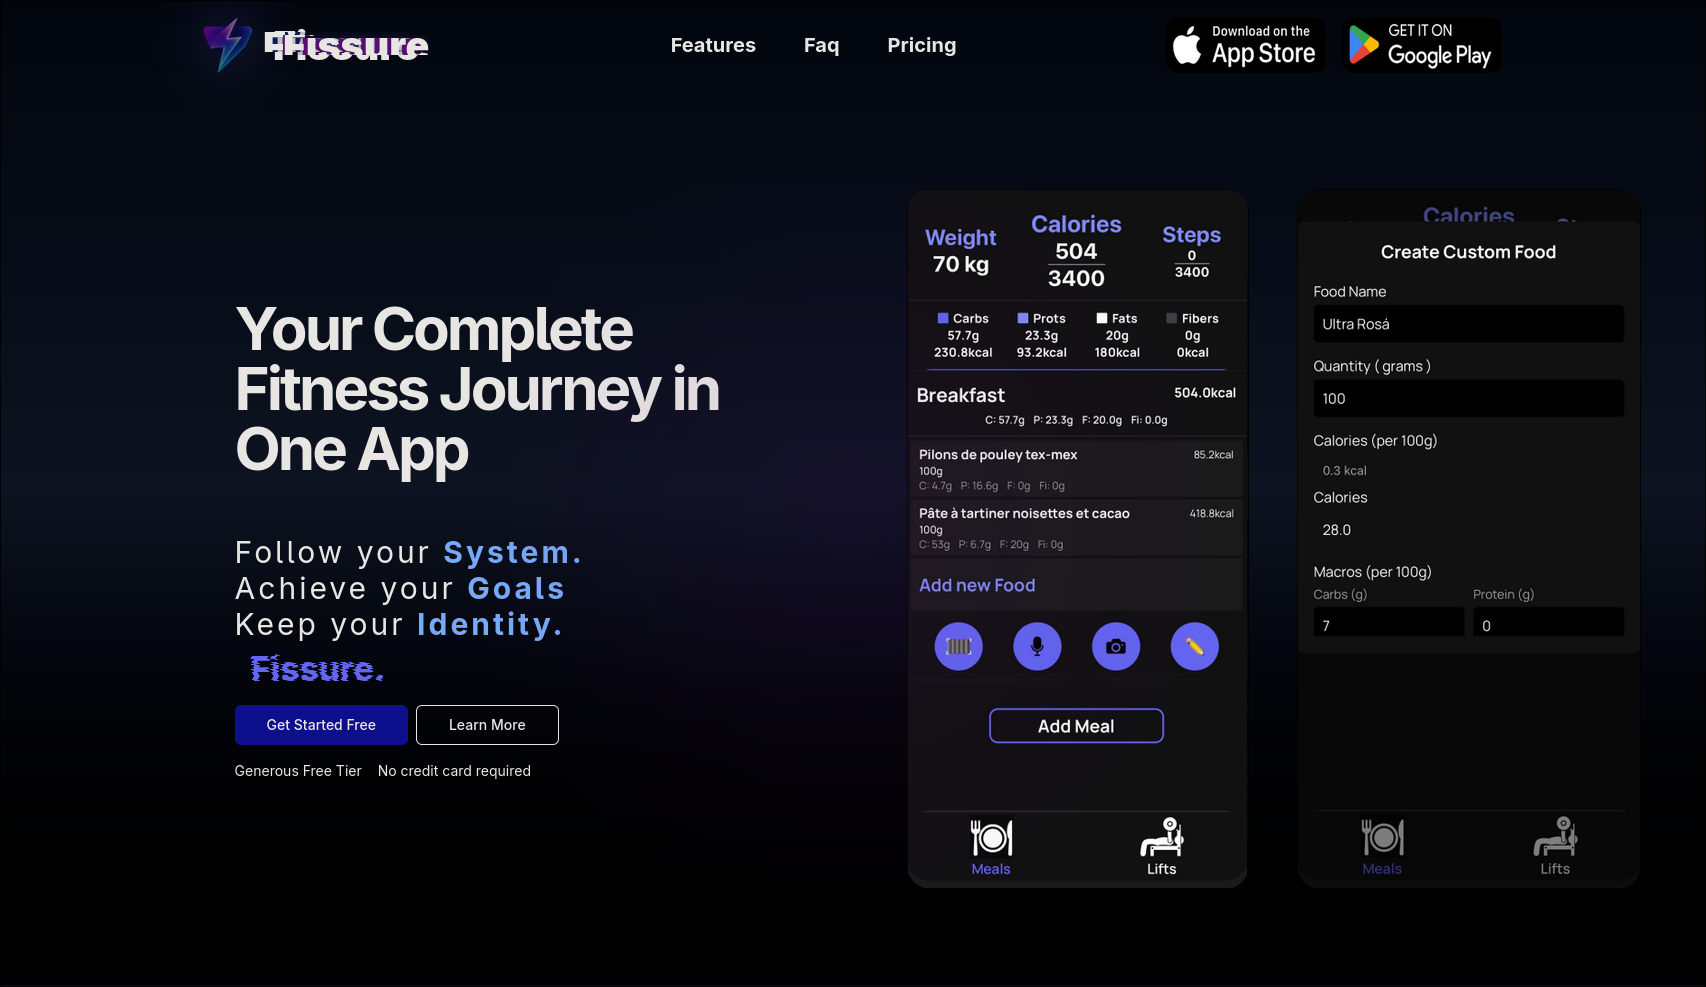 Fissure
Features
Faq
Pricing
Download on the
App Store
GET IT ON
Google Play
Your Complete
Fitness Journey in
One App
Follow your System.
Achieve your Goals
Keep your Identity.
Fissure.
Get Started Free
Learn More
Generous Free Tier No credit card required
Weight
70 kg
Calories
504
3400
Steps
0
3400
Carbs
57.7g
230.8kcal
Prots
23.3g
93.2kcal
Fats
20g
180kcal
Fibers
0g
0kcal
Breakfast
504.0kcal
C: 57.7g P: 23.3g F: 20.0g Fi: 0.0g
Pilons de pouley tex-mex
85.2kcal
100g
C: 4.7g P: 16.6g F: 0g Fi: 0g
Pâte à tartiner noisettes et cacao
418.8kcal
100g
C: 53g P: 6.7g F: 20g Fi: 0g
Add new Food
Add Meal
Meals
Lifts
Calories
Create Custom Food
Food Name
Ultra Rosá
Quantity ( grams )
100
Calories (per 100g)
0.3 kcal
Calories
28.0
Macros (per 100g)
Carbs (g)
Protein (g)
7
0
Meals
Lifts